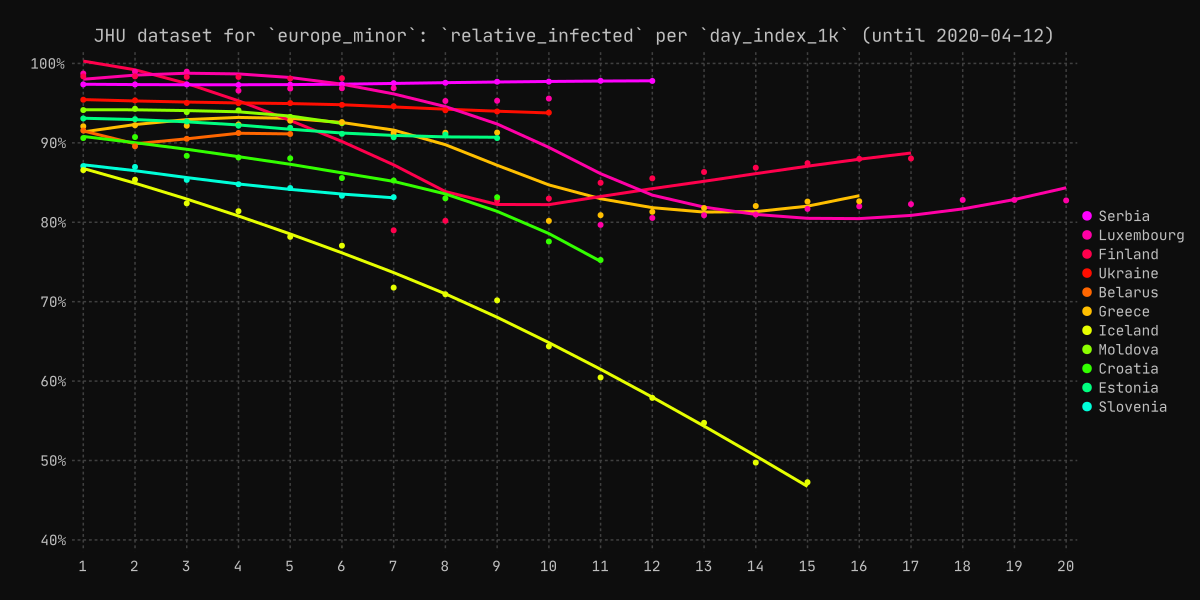 JHU dataset for `europe_minor`: `relative_infected` per `day_index_1k` (until 2020-04-12)
100%
90%
80%
70%
60%
50%
40%
1 2 3 4 5 6 7 8 9 10 11 12 13 14 15 16 17 18 19 20
Serbia
Luxembourg
Finland
Ukraine
Belarus
Greece
Iceland
Moldova
Croatia
Estonia
Slovenia